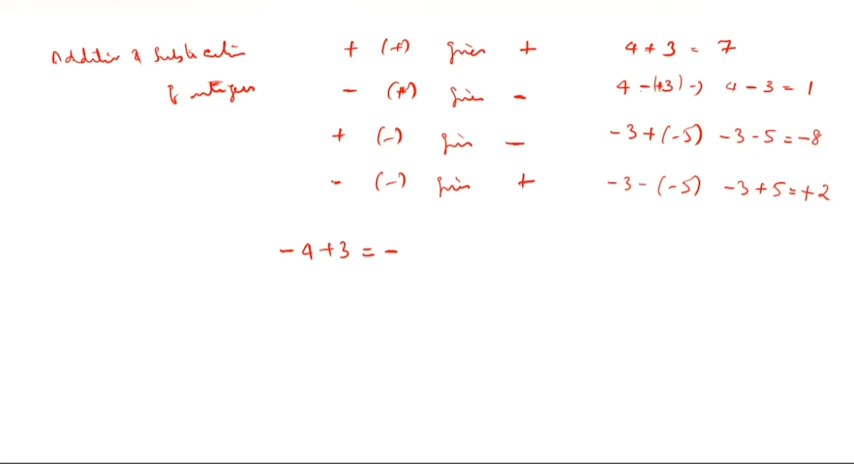 Addition & Subtraction + (+) gives + 4 + 3 = 7
of integers - (+) gives - 4 - (+3) → 4 - 3 = 1
+ (-) gives - -3 + (-5) -3 - 5 = -8
- (-) gives + -3 - (-5) -3 + 5 = +2
-4 + 3 = -